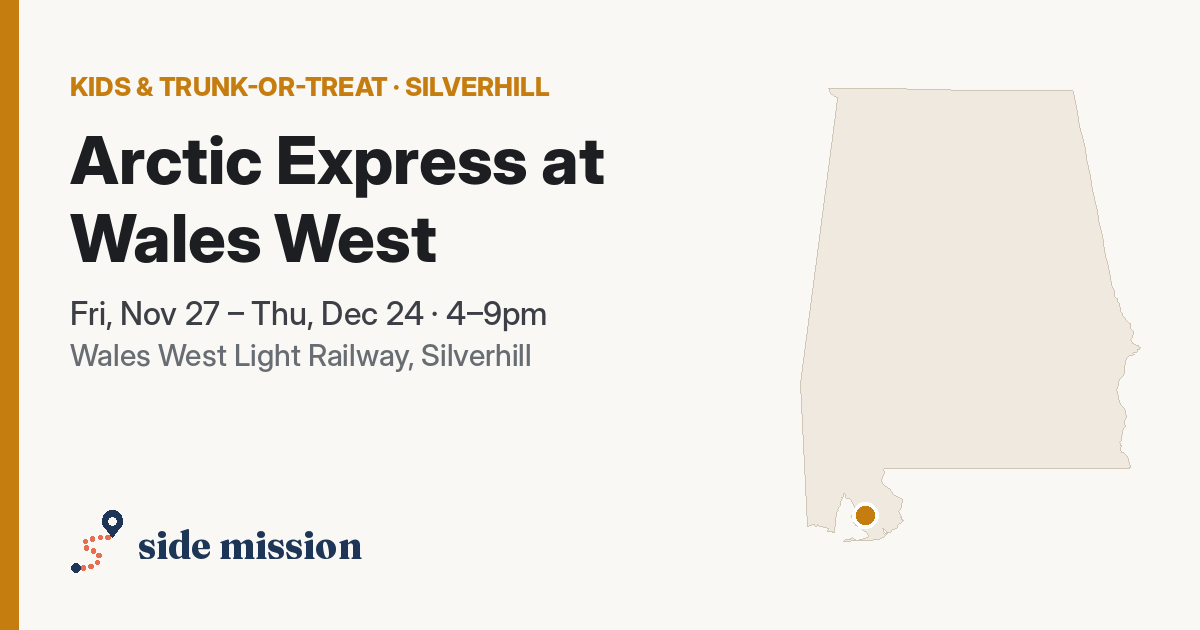 KIDS & TRUNK-OR-TREAT · SILVERHILL
Arctic Express at
Wales West
Fri, Nov 27 – Thu, Dec 24 · 4–9pm
Wales West Light Railway, Silverhill
side mission